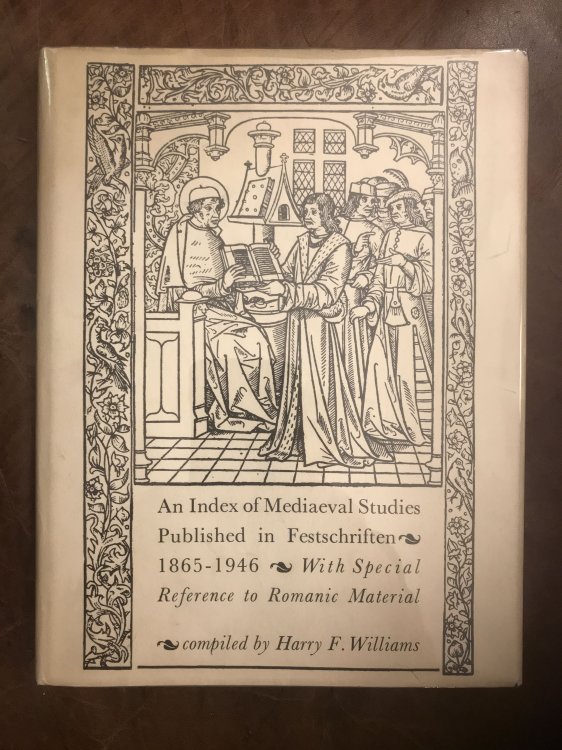 An Index of Mediaeval Studies
Published in Festschriften
1865-1946 With Special
Reference to Romanic Material
compiled by Harry F. Williams